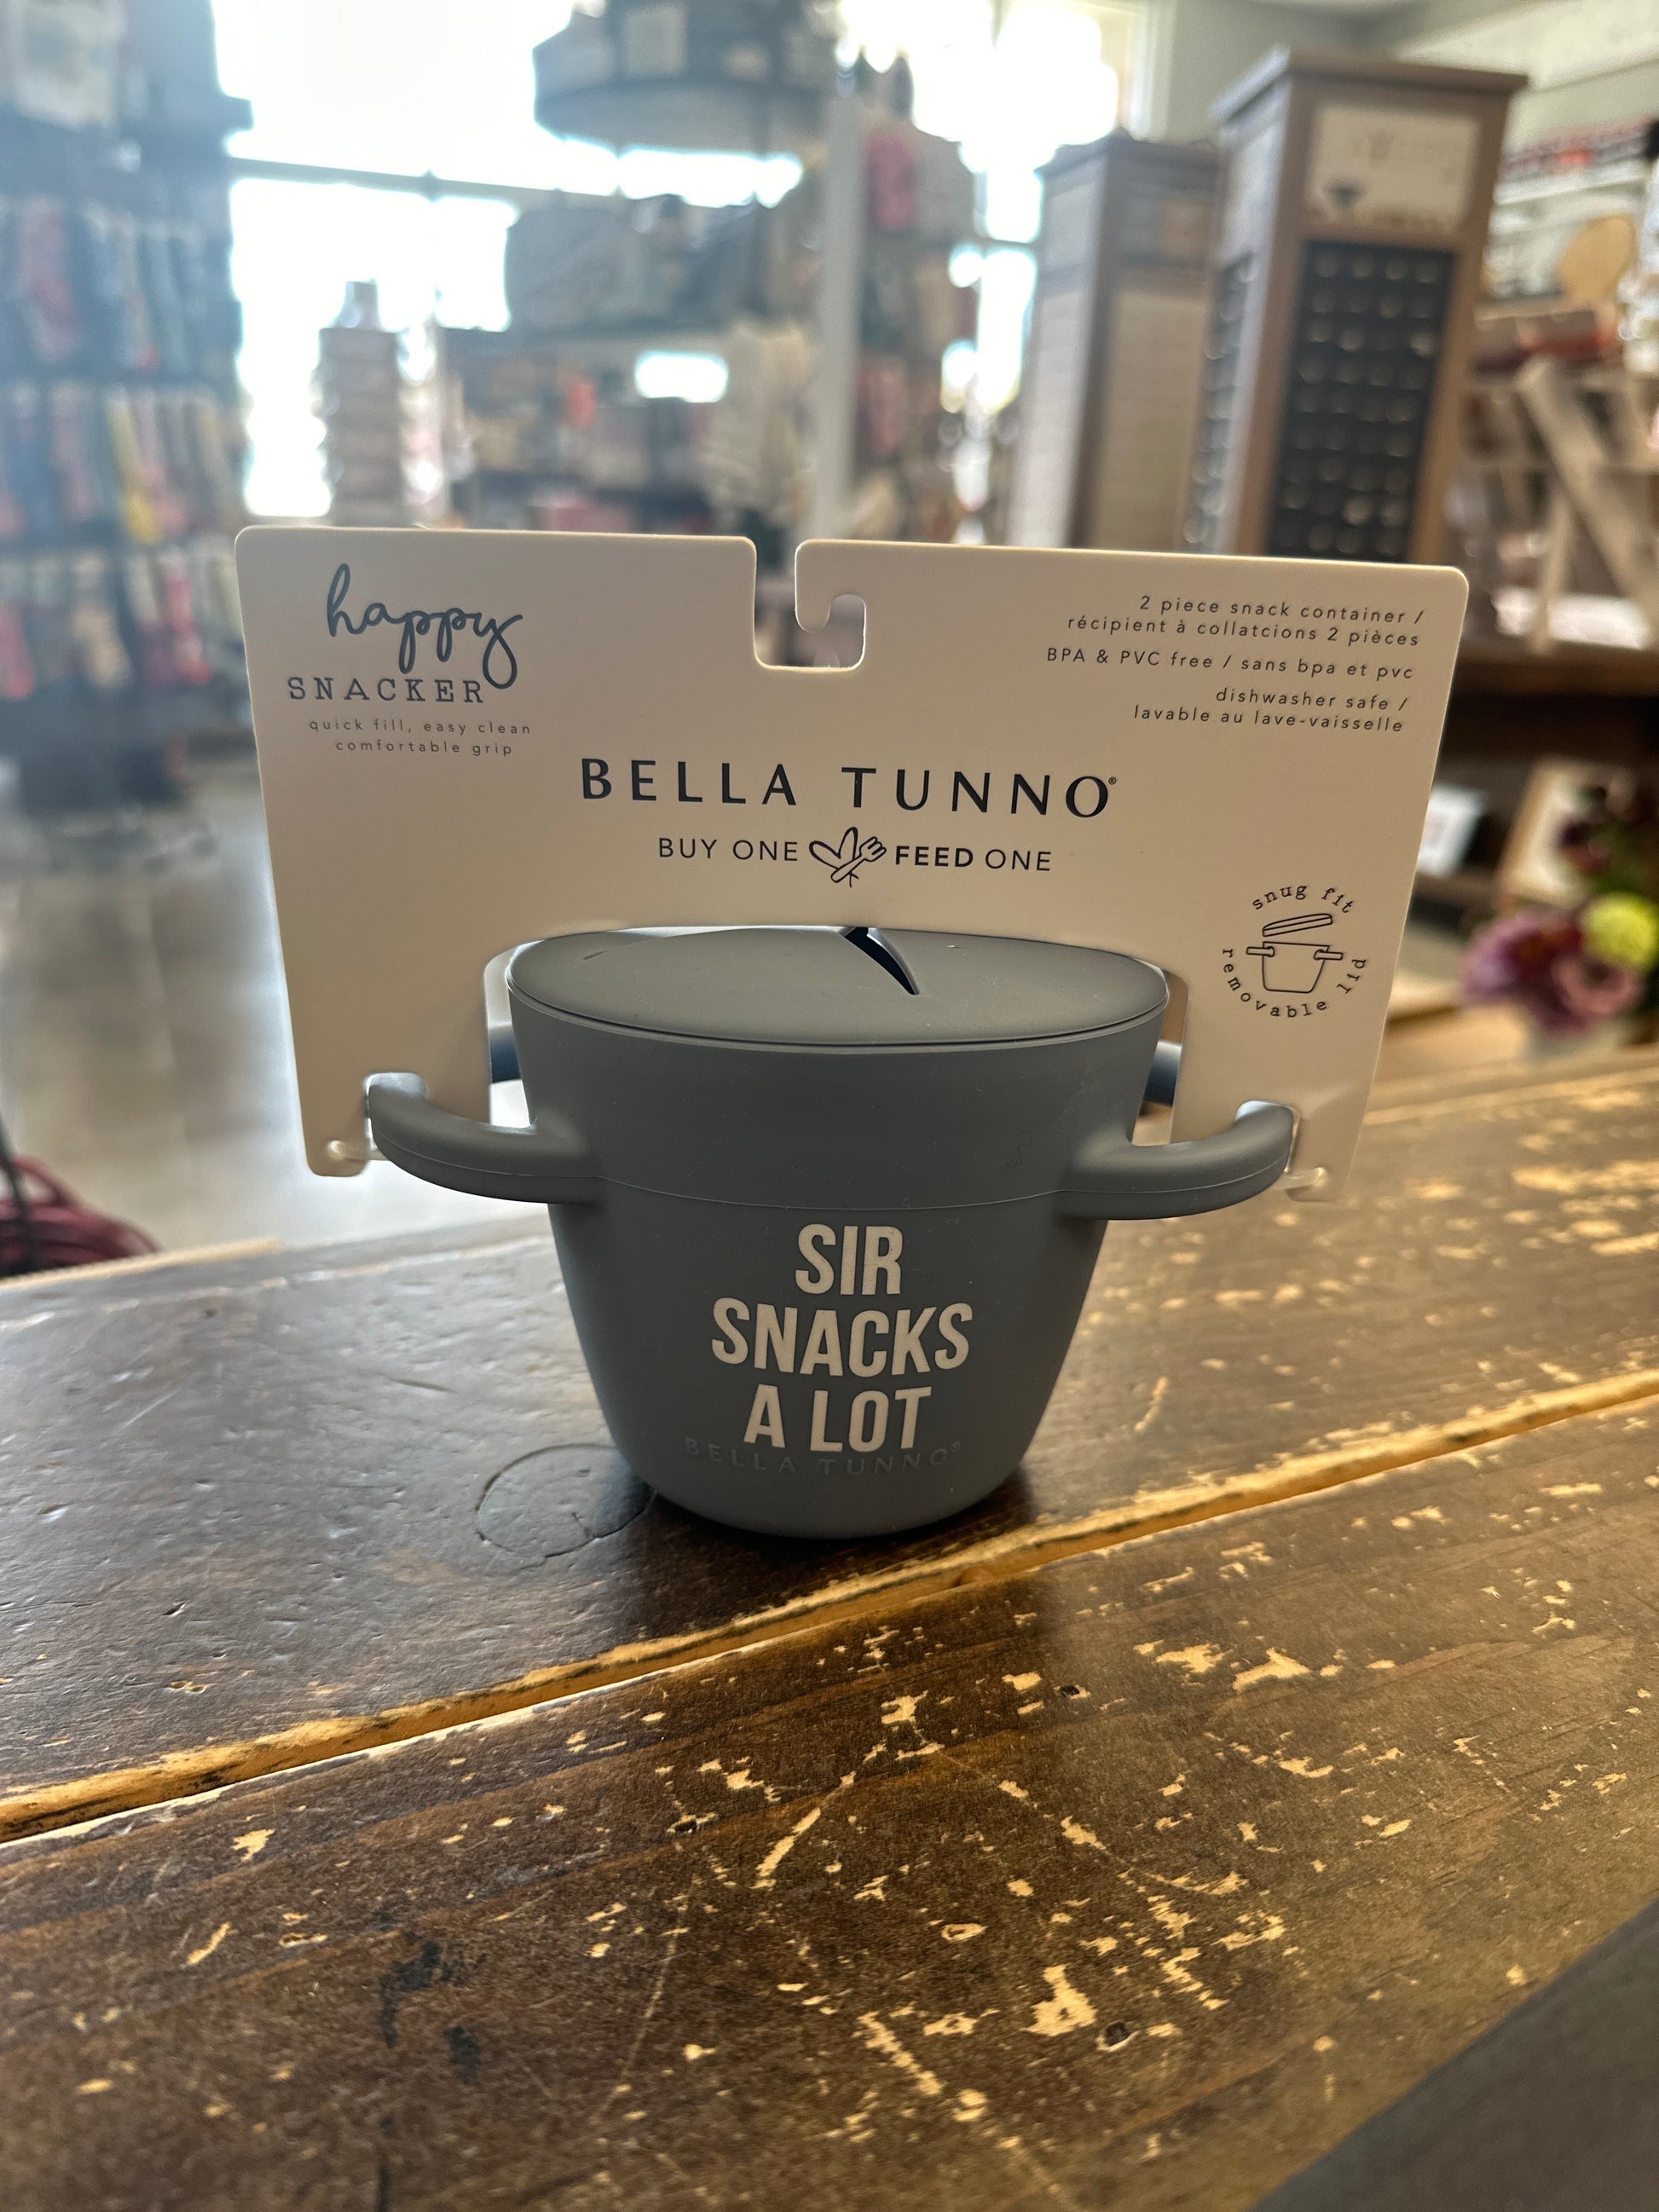 happy
SNACKER
quick fill, easy clean
comfortable grip
2 piece snack container /
récipient à collatcions 2 pièces
BPA & PVC free / sans bpa et pvc
dishwasher safe /
lavable au lave-vaisselle
BELLA TUNNO®
BUY ONE FEED ONE
snug fit
removable lid
SIR
SNACKS
A LOT
BELLA TUNNO®